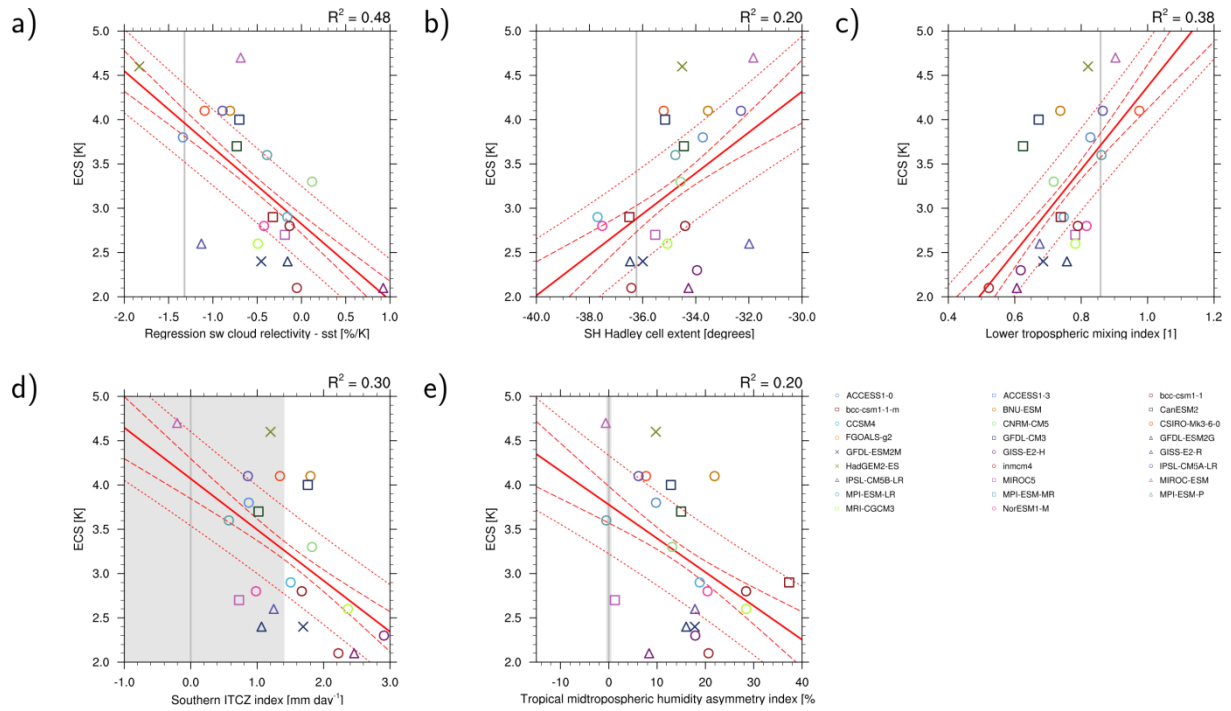 a)
R² = 0.48
5.0
4.5
4.0
3.5
3.0
2.5
2.0
ECS [K]
-2.0 -1.5 -1.0 -0.5 0.0 0.5 1.0
Regression sw cloud relectivity - sst [%/K]
b)
R² = 0.20
5.0
4.5
4.0
3.5
3.0
2.5
2.0
ECS [K]
-40.0 -38.0 -36.0 -34.0 -32.0 -30.0
SH Hadley cell extent [degrees]
c)
R² = 0.38
5.0
4.5
4.0
3.5
3.0
2.5
2.0
ECS [K]
0.4 0.6 0.8 1.0 1.2
Lower tropospheric mixing index [1]
d)
R² = 0.30
5.0
4.5
4.0
3.5
3.0
2.5
2.0
ECS [K]
-1.0 0.0 1.0 2.0 3.0
Southern ITCZ index [mm day⁻¹]
e)
R² = 0.20
5.0
4.5
4.0
3.5
3.0
2.5
2.0
ECS [K]
-10 0 10 20 30 40
Tropical midtropospheric humidity asymmetry index [%
ACCESS1-0 ACCESS1-3 bcc-csm1-1
bcc-csm1-1-m BNU-ESM CanESM2
CCSM4 CNRM-CM5 CSIRO-Mk3-6-0
FGOALS-g2 GFDL-CM3 GFDL-ESM2G
GFDL-ESM2M GISS-E2-H GISS-E2-R
HadGEM2-ES inmcm4 IPSL-CM5A-LR
IPSL-CM5B-LR MIROC5 MIROC-ESM
MPI-ESM-LR MPI-ESM-MR MPI-ESM-P
MRI-CGCM3 NorESM1-M